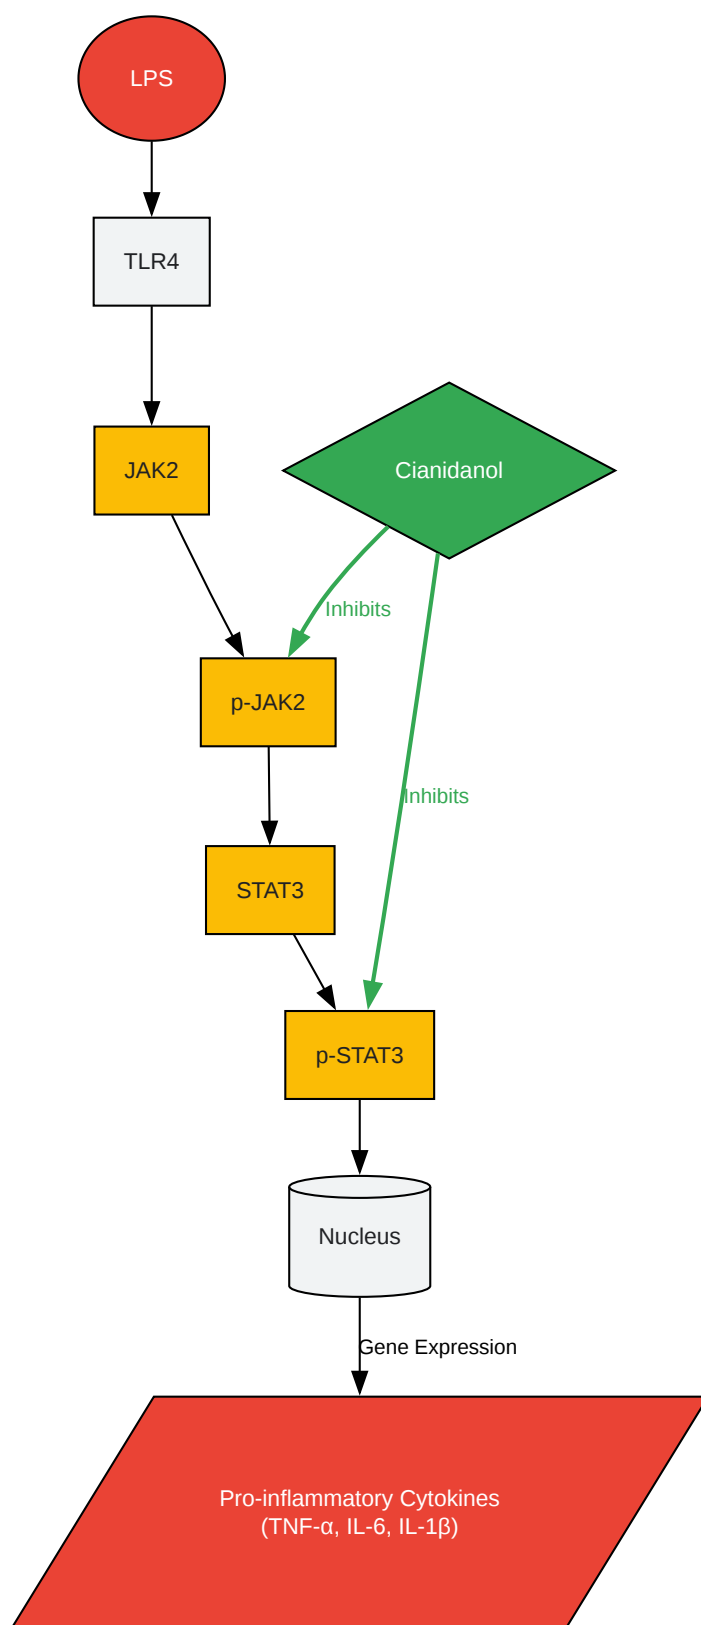 LPS
TLR4
JAK2
Cianidanol
Inhibits
p-JAK2
Inhibits
STAT3
p-STAT3
Nucleus
Gene Expression
Pro-inflammatory Cytokines
(TNF-α, IL-6, IL-1β)